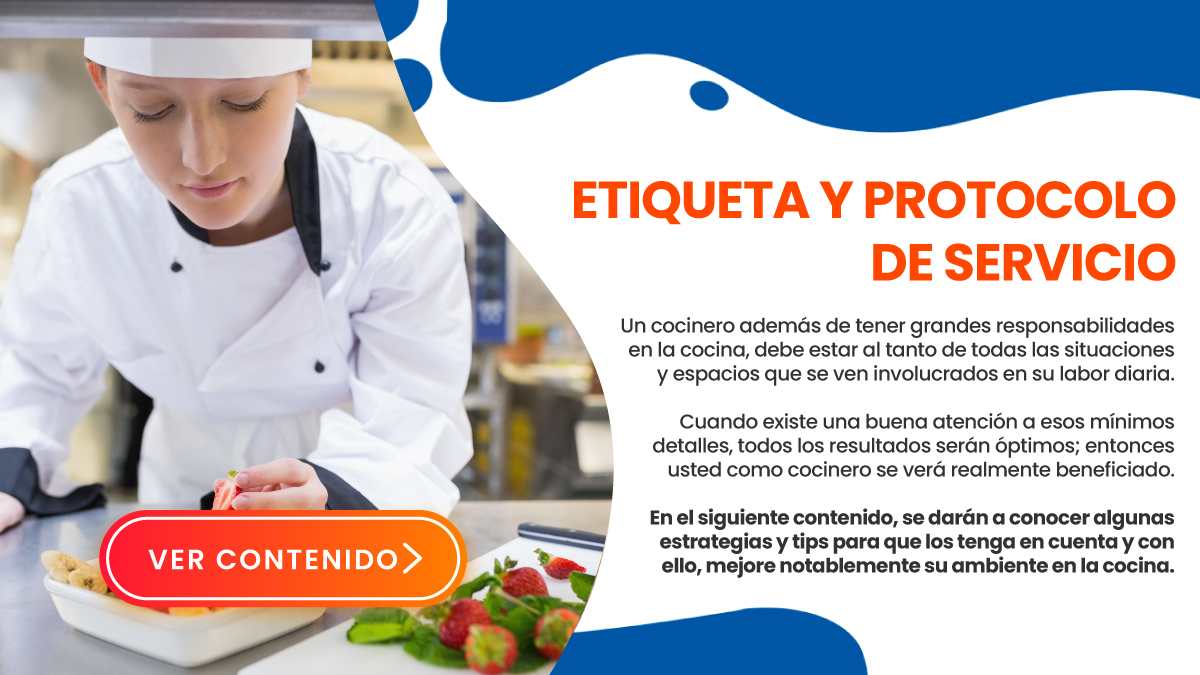 ETIQUETA Y PROTOCOLO
DE SERVICIO
Un cocinero además de tener grandes responsabilidades
en la cocina, debe estar al tanto de todas las situaciones
y espacios que se ven involucrados en su labor diaria.
Cuando existe una buena atención a esos mínimos
detalles, todos los resultados serán óptimos; entonces
usted como cocinero se verá realmente beneficiado.
En el siguiente contenido, se darán a conocer algunas
estrategias y tips para que los tenga en cuenta y con
ello, mejore notablemente su ambiente en la cocina.
VER CONTENIDO